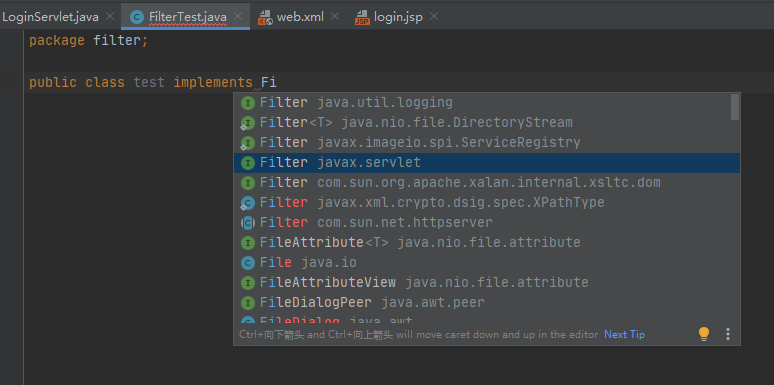 LoginServlet.java FilterTest.java web.xml login.jsp
package filter;
public class test implements Fi
Filter java.util.logging
Filter<T> java.nio.file.DirectoryStream
Filter javax.imageio.spi.ServiceRegistry
Filter javax.servlet
Filter com.sun.org.apache.xalan.internal.xsltc.dom
Filter javax.xml.crypto.dsig.spec.XPathType
Filter com.sun.net.httpserver
FileAttribute<T> java.nio.file.attribute
File java.io
FileAttributeView java.nio.file.attribute
FileDialogPeer java.awt.peer
FileDialog java.awt
Ctrl+向下箭头 and Ctrl+向上箭头 will move caret down and up in the editor Next Tip